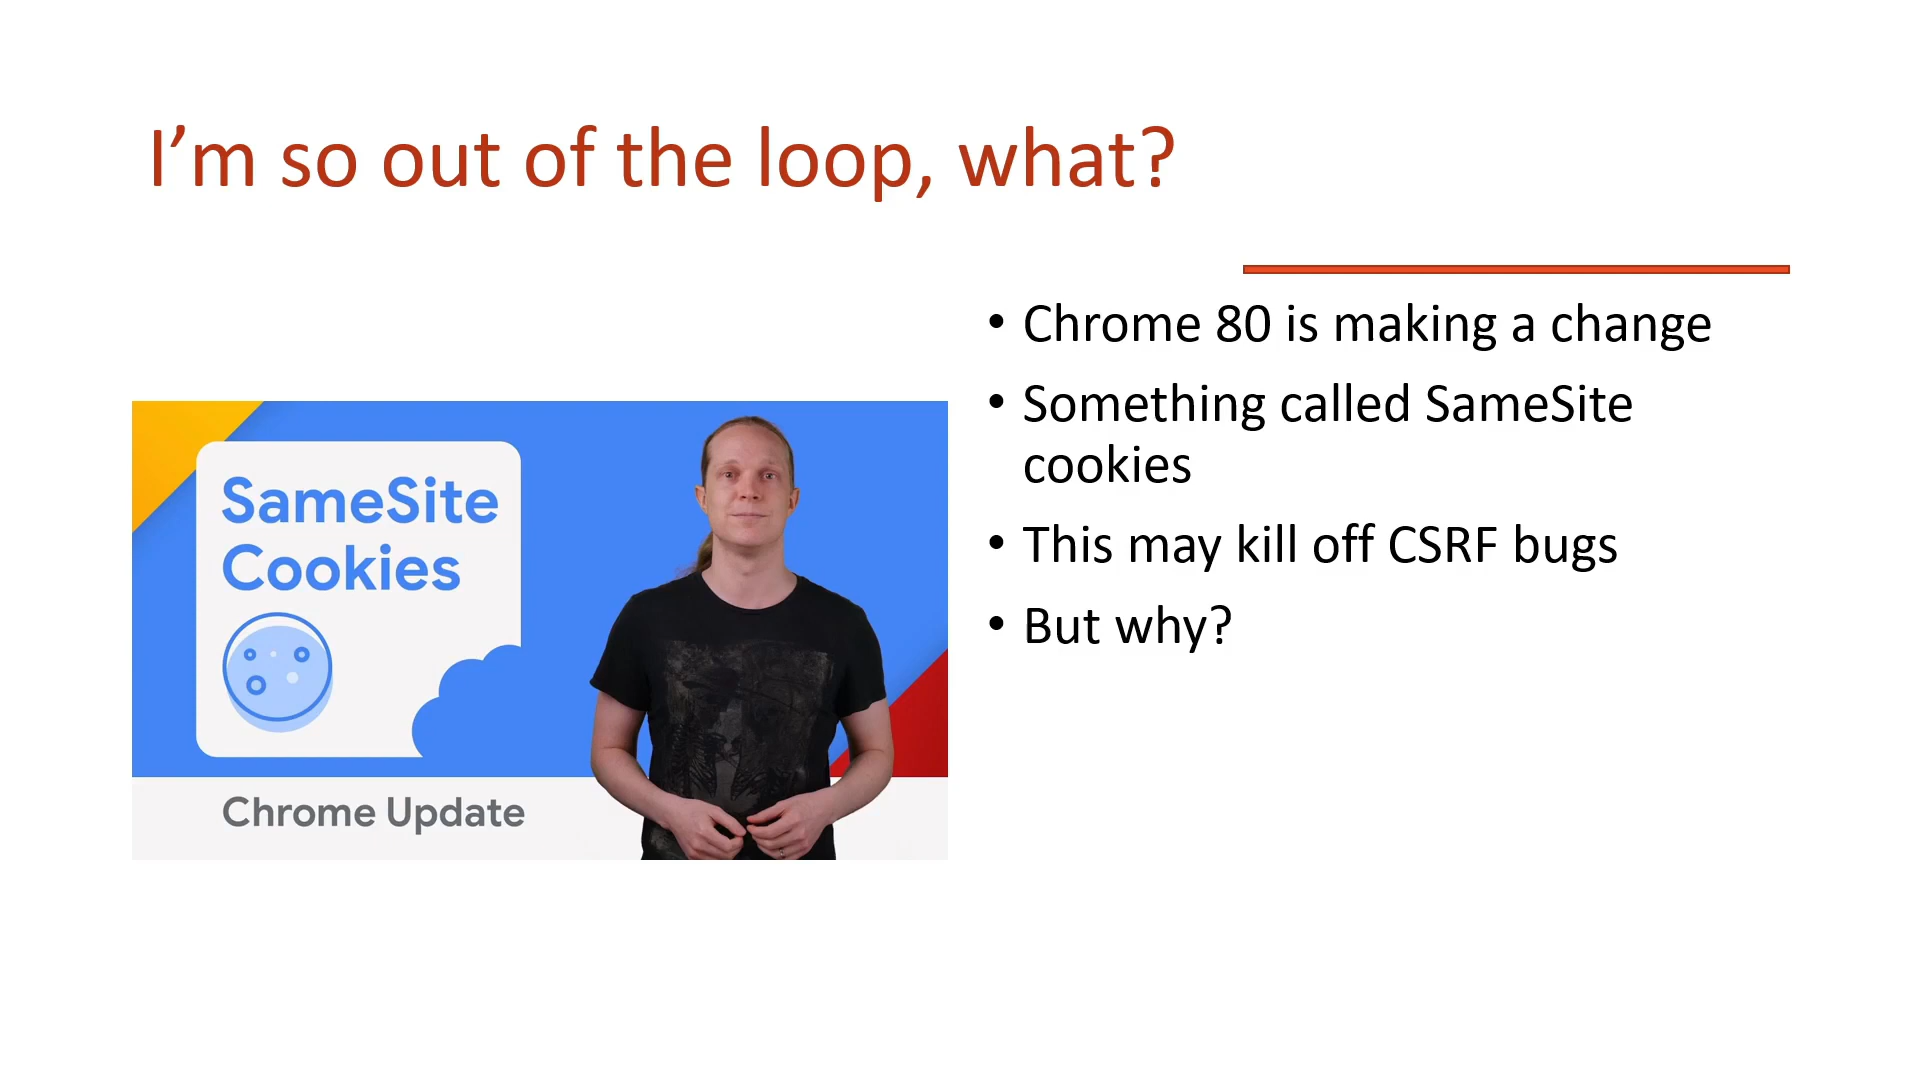 I’m so out of the loop, what?
• Chrome 80 is making a change
• Something called SameSite
cookies
• This may kill off CSRF bugs
• But why?
SameSite
Cookies
Chrome Update